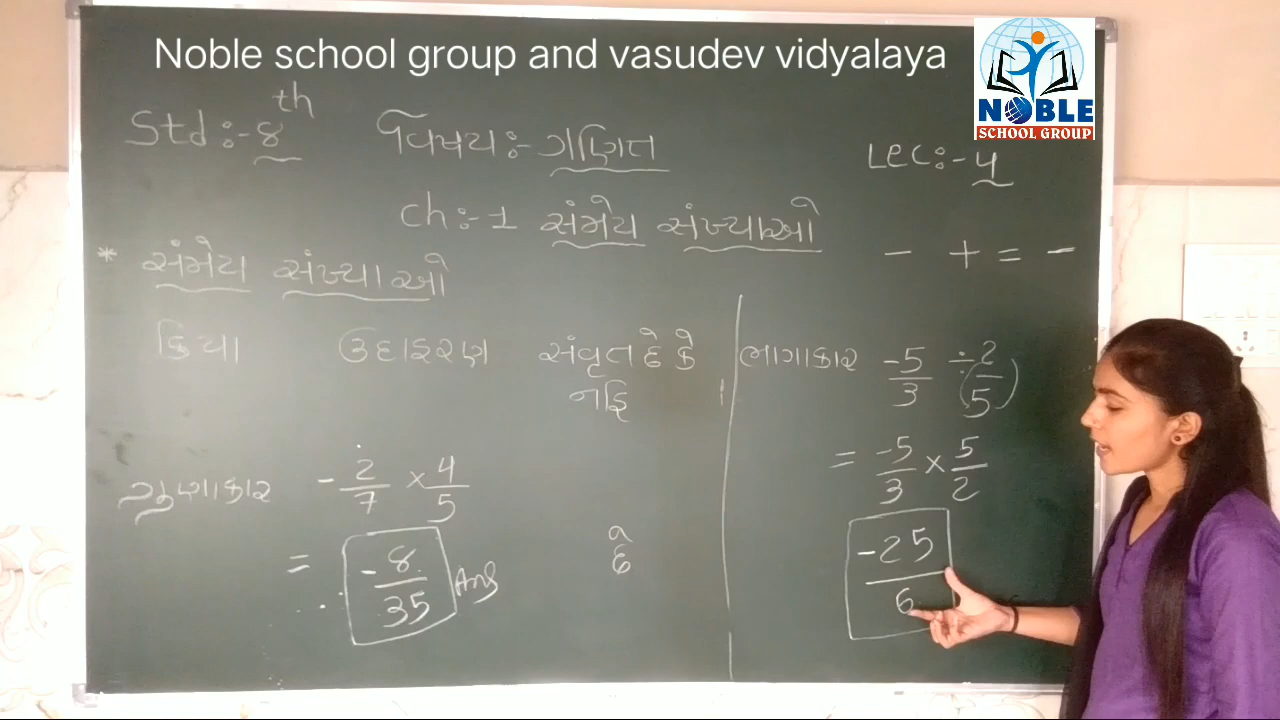 Noble school group and vasudev vidyalaya
NOBLE
SCHOOL GROUP
Std :- 8th વિષય :- ગણિત Lec :- 4
ch :- 1 સંમેય સંખ્યાઓ
* સંમેય સંખ્યાઓ
ક્રિયા ઉદાહરણ સંવૃત છે કે
નહિ
ગુણાકાર - 2/7 × 4/5
= -8/35 Ans છે
- + = -
ભાગાકાર -5/3 ÷ (2/5)
= -5/3 × 5/2
-25/6